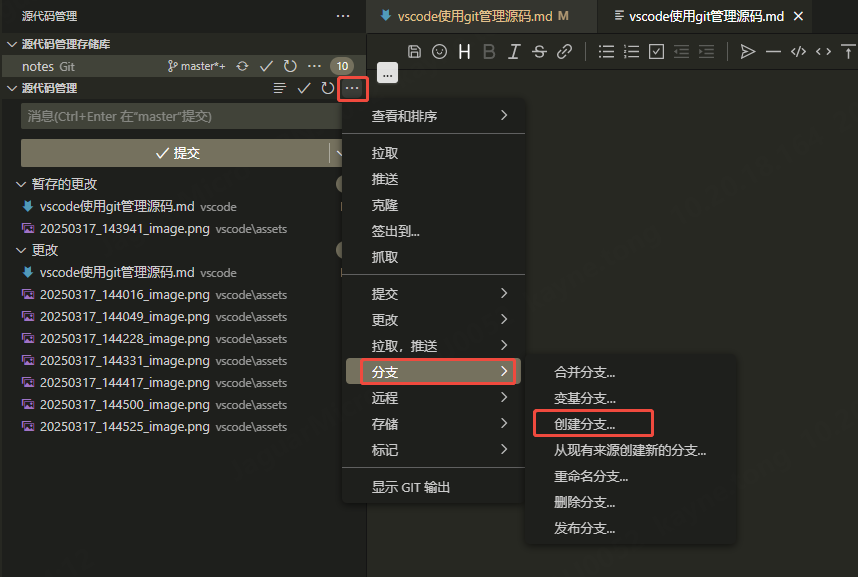 源代码管理 ···
vscode使用git管理源码.md M
vscode使用git管理源码.md
源代码管理存储库
notes Git master*+ ··· 10
源代码管理 ···
...
消息(Ctrl+Enter 在"master"提交)
提交
暂存的更改
vscode使用git管理源码.md vscode
20250317_143941_image.png vscode\assets
更改
vscode使用git管理源码.md vscode
20250317_144016_image.png vscode\assets
20250317_144049_image.png vscode\assets
20250317_144228_image.png vscode\assets
20250317_144331_image.png vscode\assets
20250317_144417_image.png vscode\assets
20250317_144500_image.png vscode\assets
20250317_144525_image.png vscode\assets
查看和排序
拉取
推送
克隆
签出到...
抓取
提交
更改
拉取，推送
分支
远程
存储
标记
显示 GIT 输出
合并分支...
变基分支...
创建分支...
从现有来源创建新的分支...
重命名分支...
删除分支...
发布分支...